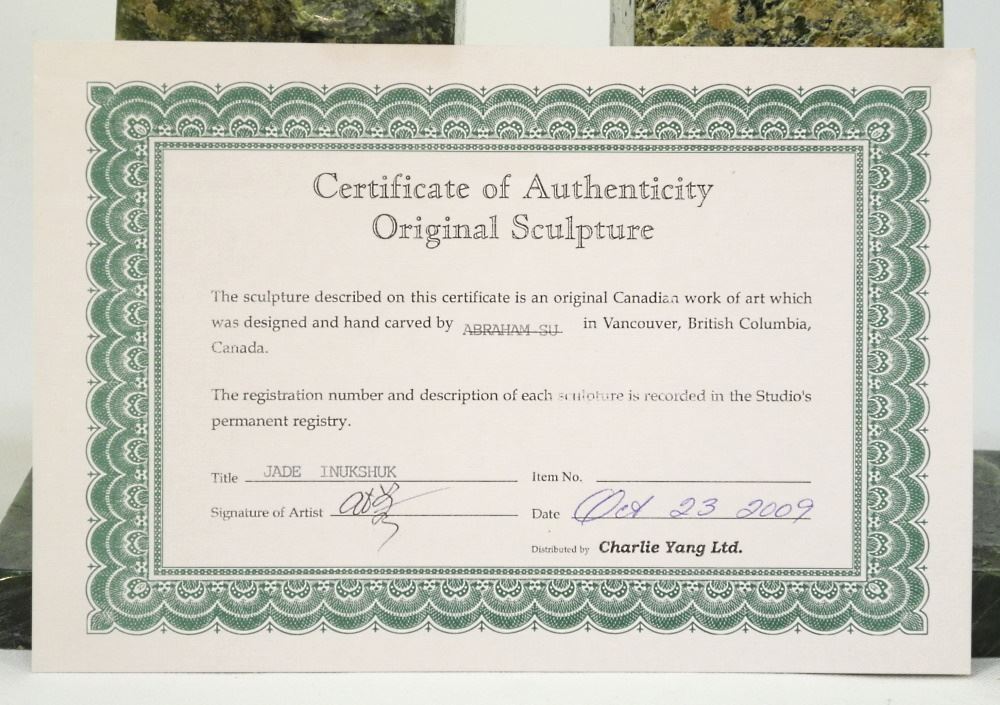 Certificate of Authenticity
Original Sculpture
The sculpture described on this certificate is an original Canadian work of art which
was designed and hand carved by ABRAHAM SU in Vancouver, British Columbia,
Canada.
The registration number and description of each sculpture is recorded in the Studio's
permanent registry.
Title JADE INUKSHUK
Item No.
Signature of Artist
Date Oct 23 2009
Distributed by Charlie Yang Ltd.